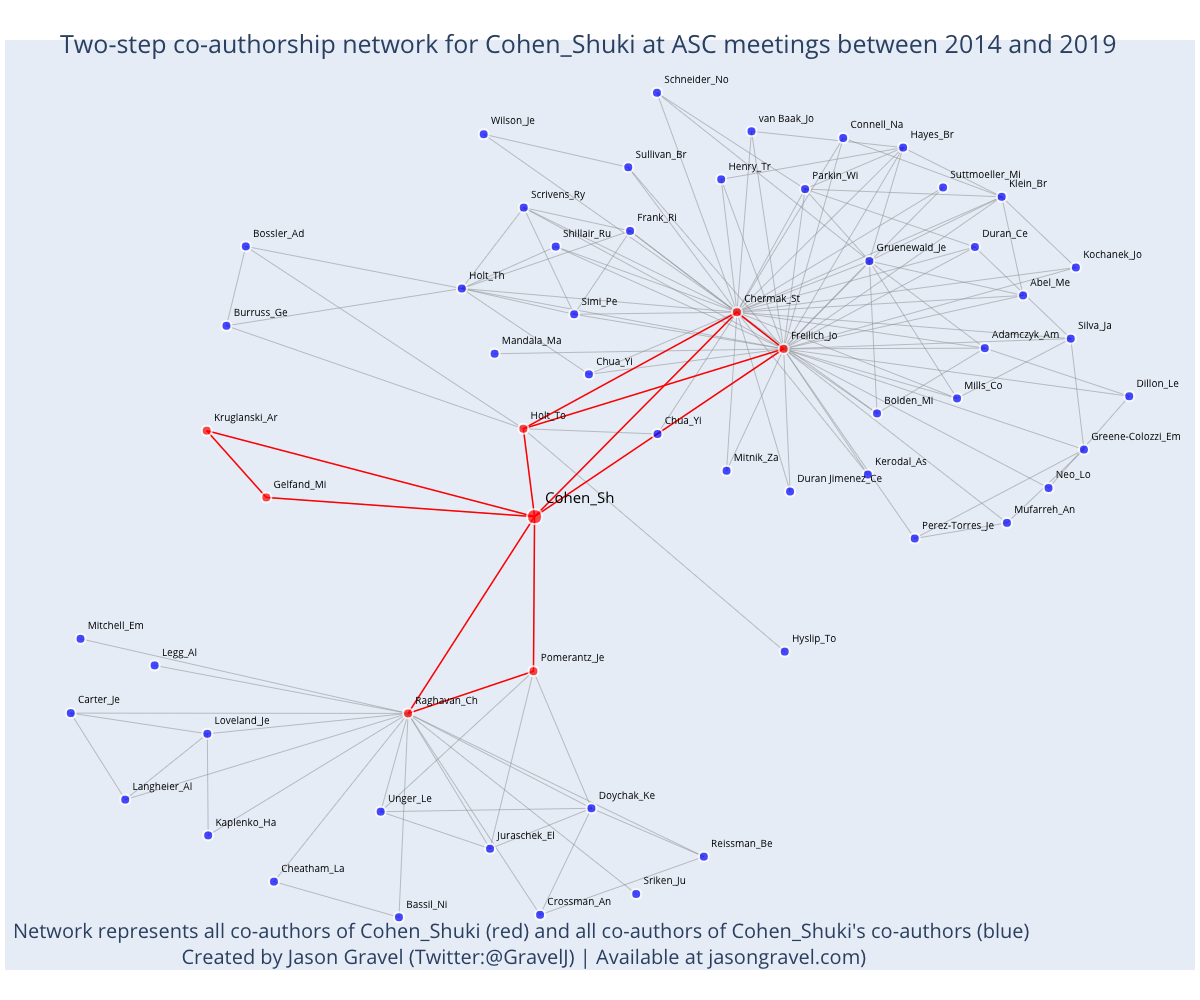 Two-step co-authorship network for Cohen_Shuki at ASC meetings between 2014 and 2019
Schneider_No
Wilson_Je
van Baak_Jo
Connell_Na
Hayes_Br
Sullivan_Br
Henry_Tr
Parkin_Wi
Suttmoeller_Mi
Klein_Br
Scrivens_Ry
Frank_Ri
Bossler_Ad
Shillair_Ru
Gruenewald_Je
Duran_Ce
Kochanek_Jo
Holt_Th
Abel_Me
Burruss_Ge
Simi_Pe
Chermak_St
Mandala_Ma
Freilich_Jo
Adamczyk_Am
Silva_Ja
Chua_Yi
Mills_Co
Dillon_Le
Kruglanski_Ar
Holt_To
Chua_Yi
Bolden_Mi
Greene-Colozzi_Em
Mitnik_Za
Kerodal_As
Gelfand_Mi
Duran Jimenez_Ce
Neo_Lo
Cohen_Sh
Mufarreh_An
Perez-Torres_Je
Mitchell_Em
Hyslip_To
Legg_Al
Pomerantz_Je
Carter_Je
Raghavan_Ch
Loveland_Je
Langheier_Al
Unger_Le
Doychak_Ke
Kaplenko_Ha
Juraschek_El
Reissman_Be
Cheatham_La
Sriken_Ju
Bassil_Ni
Crossman_An
Network represents all co-authors of Cohen_Shuki (red) and all co-authors of Cohen_Shuki's co-authors (blue)
Created by Jason Gravel (Twitter:@GravelJ) | Available at jasongravel.com)